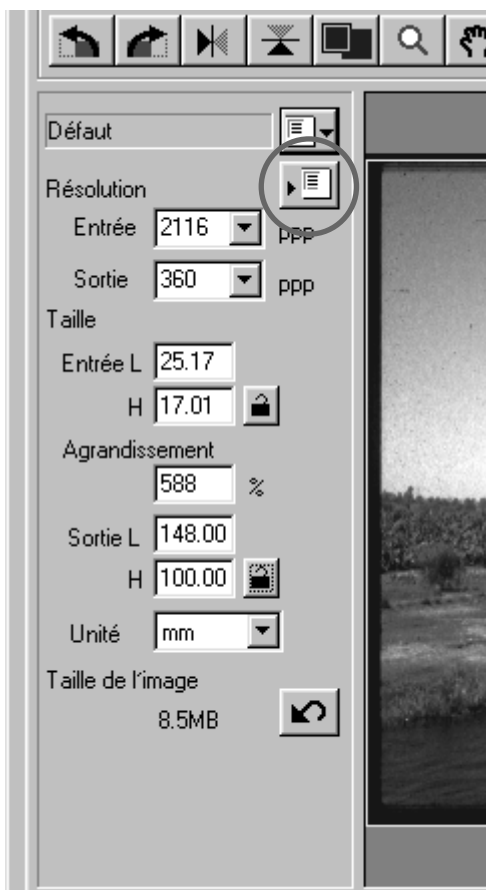 Défaut
Résolution
Entrée 2116 ppp
Sortie 360 ppp
Taille
Entrée L 25.17
H 17.01
Agrandissement
588 %
Sortie L 148.00
H 100.00
Unité mm
Taille de l'image
8.5MB